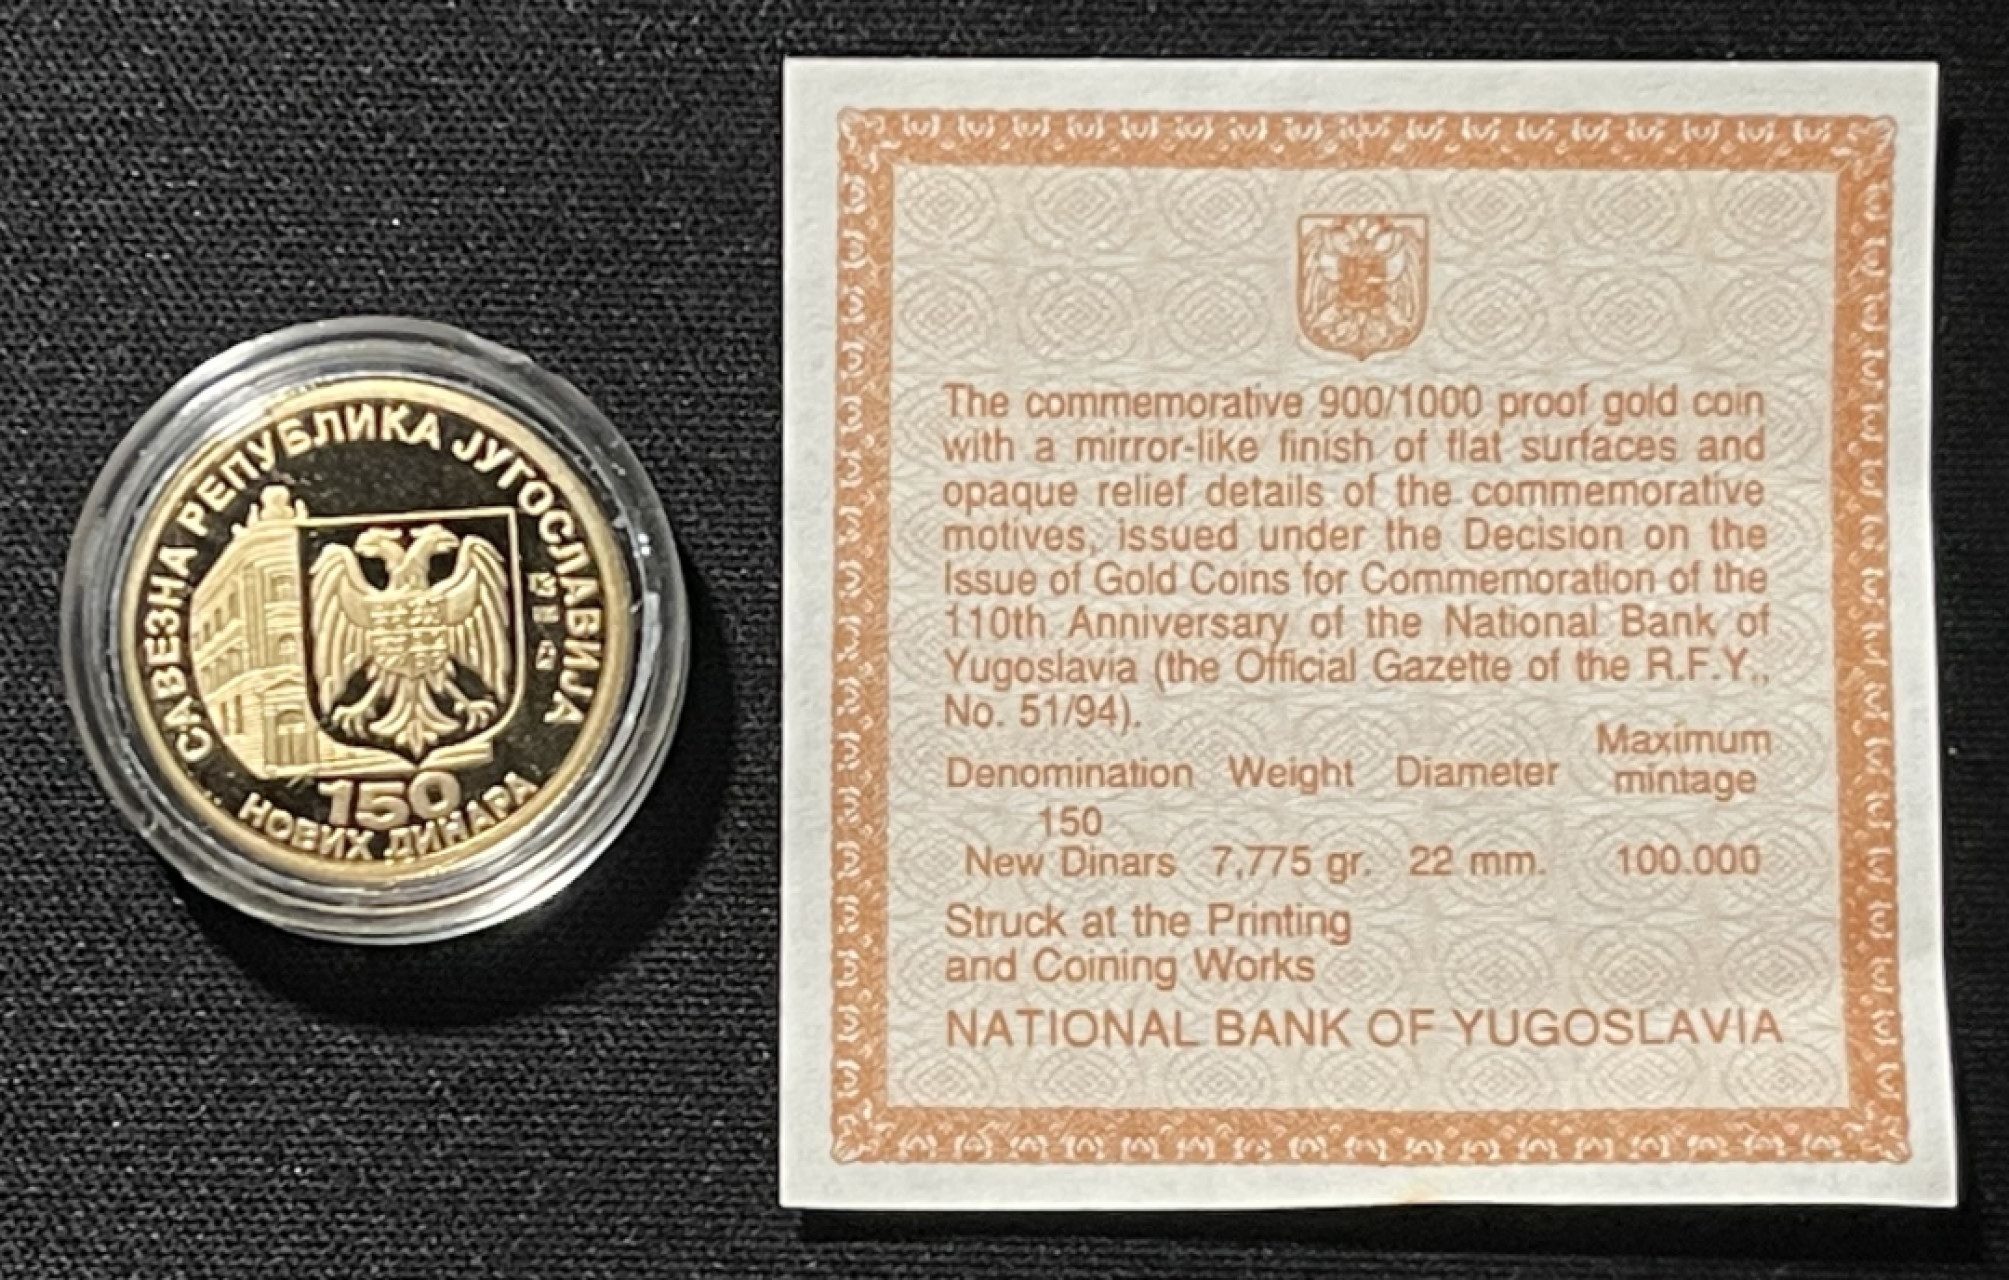 САВЕЗНА РЕПУБЛИКА ЈУГОСЛАВИЈА
150
НОВИХ ДИНАРА
The commemorative 900/1000 proof gold coin
with a mirror-like finish of flat surfaces and
opaque relief details of the commemorative
motives, issued under the Decision on the
Issue of Gold Coins for Commemoration of the
110th Anniversary of the National Bank of
Yugoslavia (the Official Gazette of the R.F.Y.,
No. 51/94).
Denomination Weight Diameter Maximum mintage
150
New Dinars 7,775 gr. 22 mm. 100.000
Struck at the Printing
and Coining Works
NATIONAL BANK OF YUGOSLAVIA